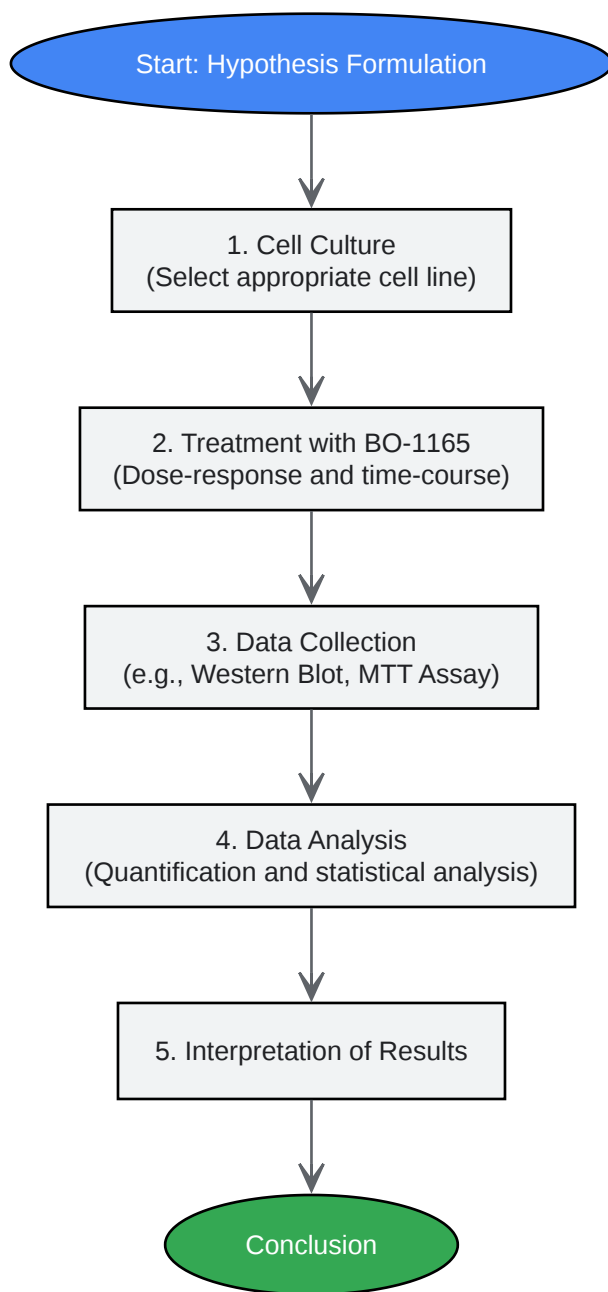 Start: Hypothesis Formulation
1. Cell Culture
(Select appropriate cell line)
2. Treatment with BO-1165
(Dose-response and time-course)
3. Data Collection
(e.g., Western Blot, MTT Assay)
4. Data Analysis
(Quantification and statistical analysis)
5. Interpretation of Results
Conclusion